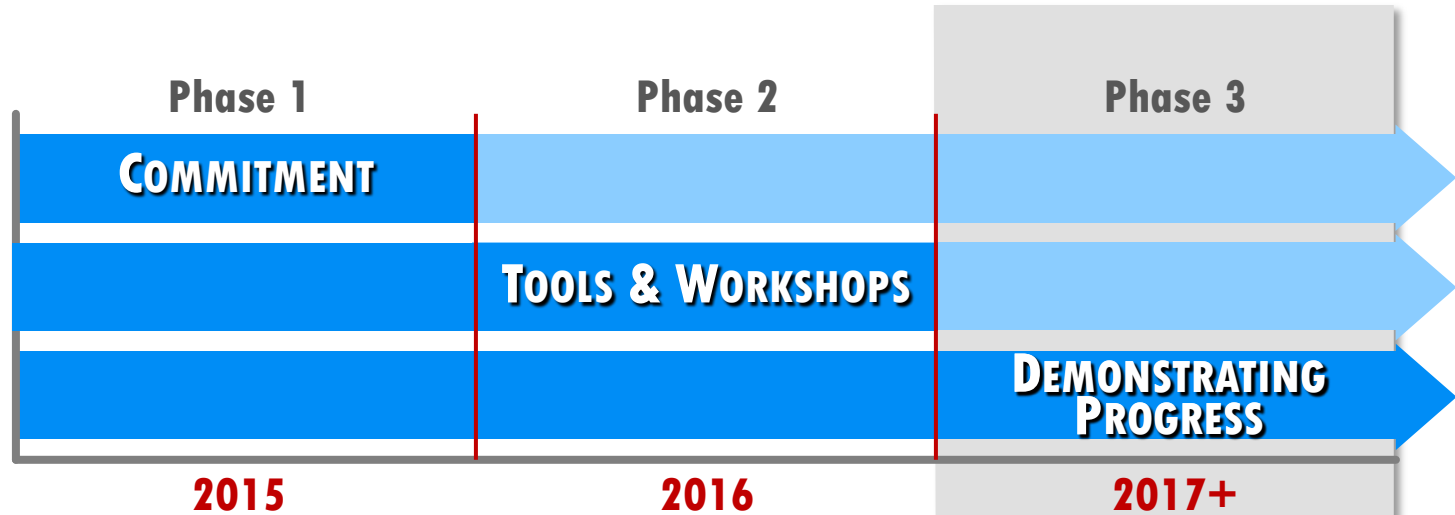 Phase 1
Phase 2
Phase 3
COMMITMENT
TOOLS & WORKSHOPS
DEMONSTRATING
PROGRESS
2015
2016
2017+